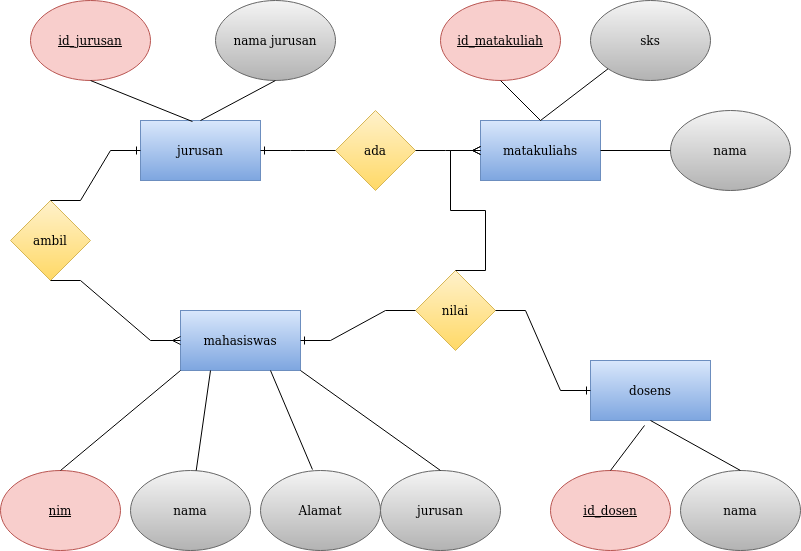 id_jurusan
nama jurusan
id_matakuliah
sks
jurusan
ada
matakuliahs
nama
ambil
nilai
mahasiswas
dosens
nim
nama
Alamat
jurusan
id_dosen
nama